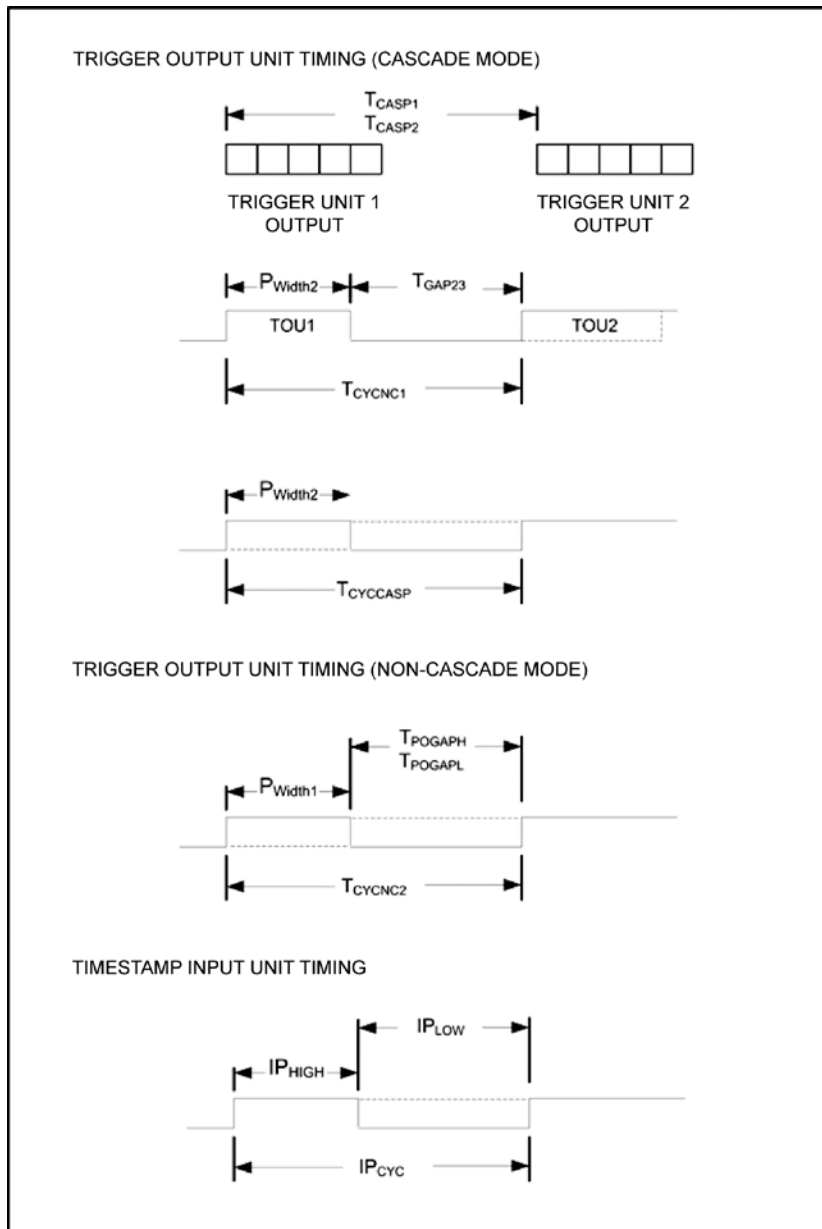 TRIGGER OUTPUT UNIT TIMING (CASCADE MODE)
TCASP1
TCASP2
TRIGGER UNIT 1
OUTPUT
TRIGGER UNIT 2
OUTPUT
PWidth2
TGAP23
TOU1
TOU2
TCYCNC1
PWidth2
TCYCCASP
TRIGGER OUTPUT UNIT TIMING (NON-CASCADE MODE)
TPOGAPH
TPOGAPL
PWidth1
TCYCNC2
TIMESTAMP INPUT UNIT TIMING
IPLOW
IPHIGH
IPCYC